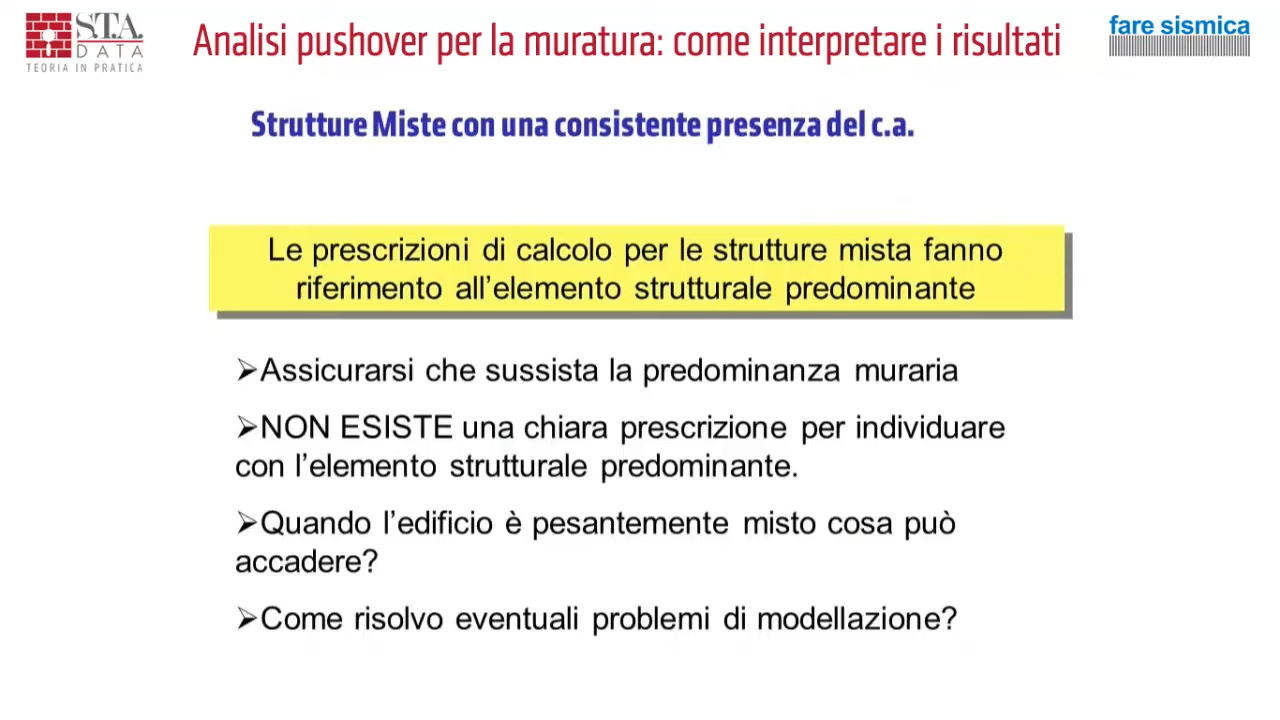 S.T.A.
DATA
TEORIA IN PRATICA
Analisi pushover per la muratura: come interpretare i risultati
fare sismica
Strutture Miste con una consistente presenza del c.a.
Le prescrizioni di calcolo per le strutture mista fanno
riferimento all’elemento strutturale predominante
➢Assicurarsi che sussista la predominanza muraria
➢NON ESISTE una chiara prescrizione per individuare
con l’elemento strutturale predominante.
➢Quando l’edificio è pesantemente misto cosa può
accadere?
➢Come risolvo eventuali problemi di modellazione?